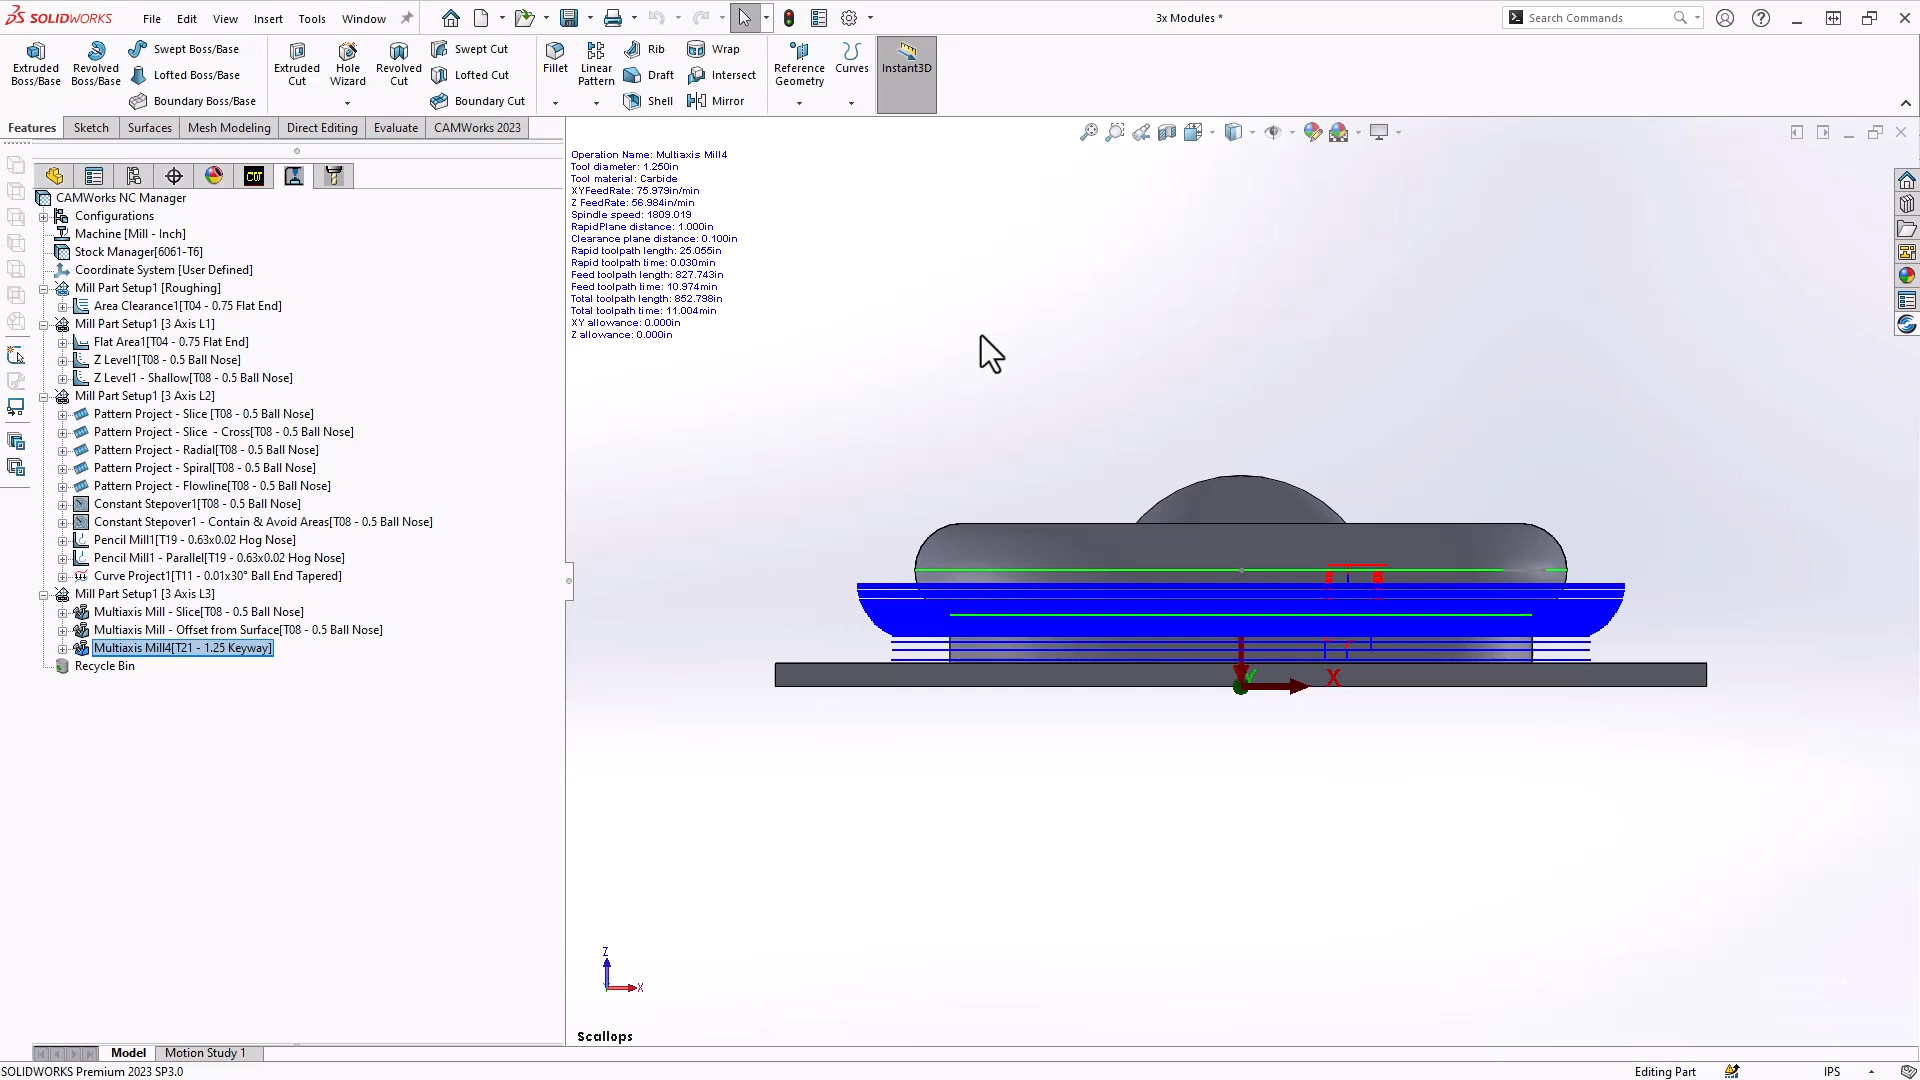 SOLIDWORKS File Edit View Insert Tools Window 3x Modules * Search Commands
Extruded Boss/Base
Revolved Boss/Base
Swept Boss/Base
Lofted Boss/Base
Boundary Boss/Base
Extruded Cut
Hole Wizard
Revolved Cut
Swept Cut
Lofted Cut
Boundary Cut
Fillet
Linear Pattern
Rib
Draft
Shell
Wrap
Intersect
Mirror
Reference Geometry
Curves
Instant3D
Features Sketch Surfaces Mesh Modeling Direct Editing Evaluate CAMWorks 2023
CW
CAMWorks NC Manager
Configurations
Machine [Mill - Inch]
Stock Manager[6061-T6]
Coordinate System [User Defined]
Mill Part Setup1 [Roughing]
Area Clearance1[T04 - 0.75 Flat End]
Mill Part Setup1 [3 Axis L1]
Flat Area1[T04 - 0.75 Flat End]
Z Level1[T08 - 0.5 Ball Nose]
Z Level1 - Shallow[T08 - 0.5 Ball Nose]
Mill Part Setup1 [3 Axis L2]
Pattern Project - Slice [T08 - 0.5 Ball Nose]
Pattern Project - Slice  - Cross[T08 - 0.5 Ball Nose]
Pattern Project - Radial[T08 - 0.5 Ball Nose]
Pattern Project - Spiral[T08 - 0.5 Ball Nose]
Pattern Project - Flowline[T08 - 0.5 Ball Nose]
Constant Stepover1[T08 - 0.5 Ball Nose]
Constant Stepover1 - Contain & Avoid Areas[T08 - 0.5 Ball Nose]
Pencil Mill1[T19 - 0.63x0.02 Hog Nose]
Pencil Mill1 - Parallel[T19 - 0.63x0.02 Hog Nose]
Curve Project1[T11 - 0.01x30° Ball End Tapered]
Mill Part Setup1 [3 Axis L3]
Multiaxis Mill - Slice[T08 - 0.5 Ball Nose]
Multiaxis Mill - Offset from Surface[T08 - 0.5 Ball Nose]
Multiaxis Mill4[T21 - 1.25 Keyway]
Recycle Bin
Operation Name: Multiaxis Mill4
Tool diameter: 1.250in
Tool material: Carbide
XYFeedRate: 75.979in/min
Z FeedRate: 56.984in/min
Spindle speed: 1809.019
RapidPlane distance: 1.000in
Clearance plane distance: 0.100in
Rapid toolpath length: 25.055in
Rapid toolpath time: 0.030min
Feed toolpath length: 827.743in
Feed toolpath time: 10.974min
Total toolpath length: 852.798in
Total toolpath time: 11.004min
XY allowance: 0.000in
Z allowance: 0.000in
Y X
Z
X
Scallops
Model Motion Study 1
SOLIDWORKS Premium 2023 SP3.0 Editing Part IPS